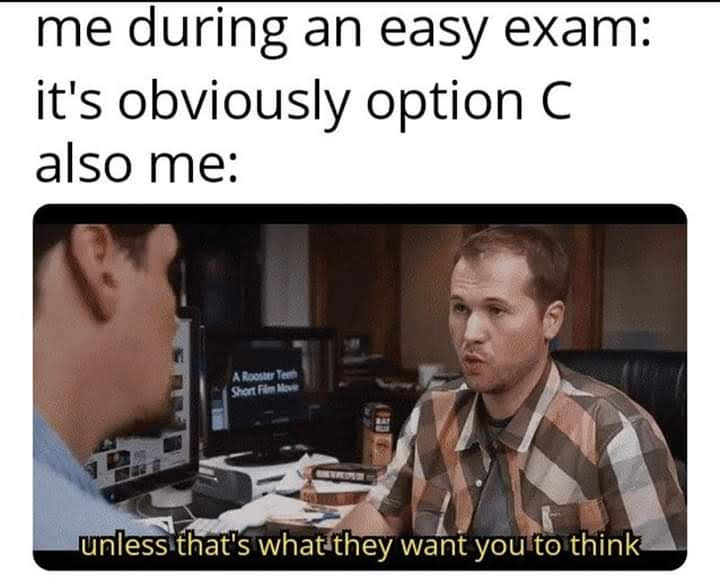 me during an easy exam:
it's obviously option C
also me:
A Rooster Teeth
Short Film Movie
unless that's what they want you to think